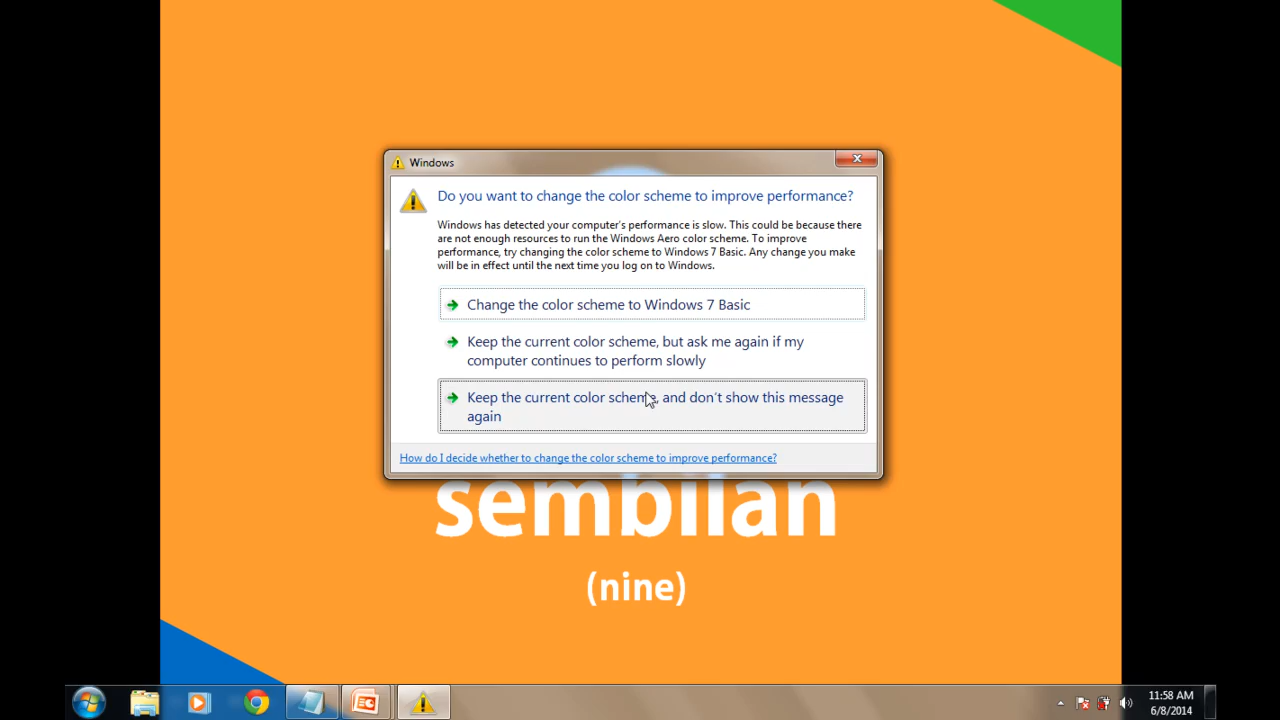 Windows
Do you want to change the color scheme to improve performance?
Windows has detected your computer's performance is slow. This could be because there
are not enough resources to run the Windows Aero color scheme. To improve
performance, try changing the color scheme to Windows 7 Basic. Any change you make
will be in effect until the next time you log on to Windows.
Change the color scheme to Windows 7 Basic
Keep the current color scheme, but ask me again if my
computer continues to perform slowly
Keep the current color scheme, and don't show this message
again
How do I decide whether to change the color scheme to improve performance?
sembilan
(nine)
11:58 AM
6/8/2014